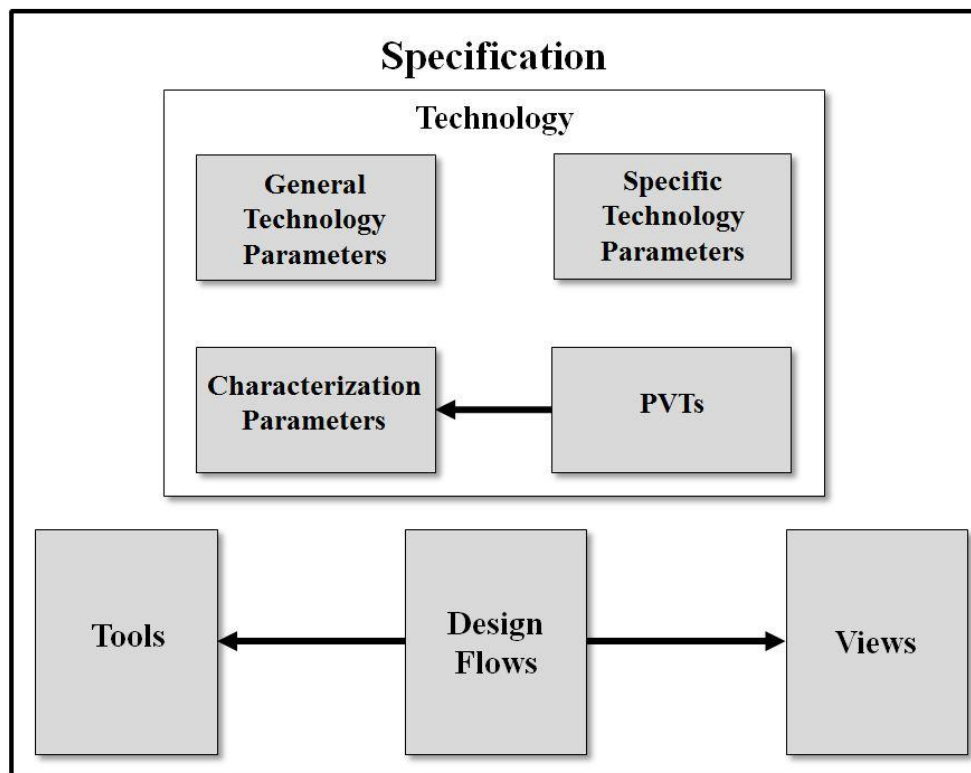 Specification
Technology
General
Technology
Parameters
Specific
Technology
Parameters
Characterization
Parameters
PVTs
Tools
Design
Flows
Views